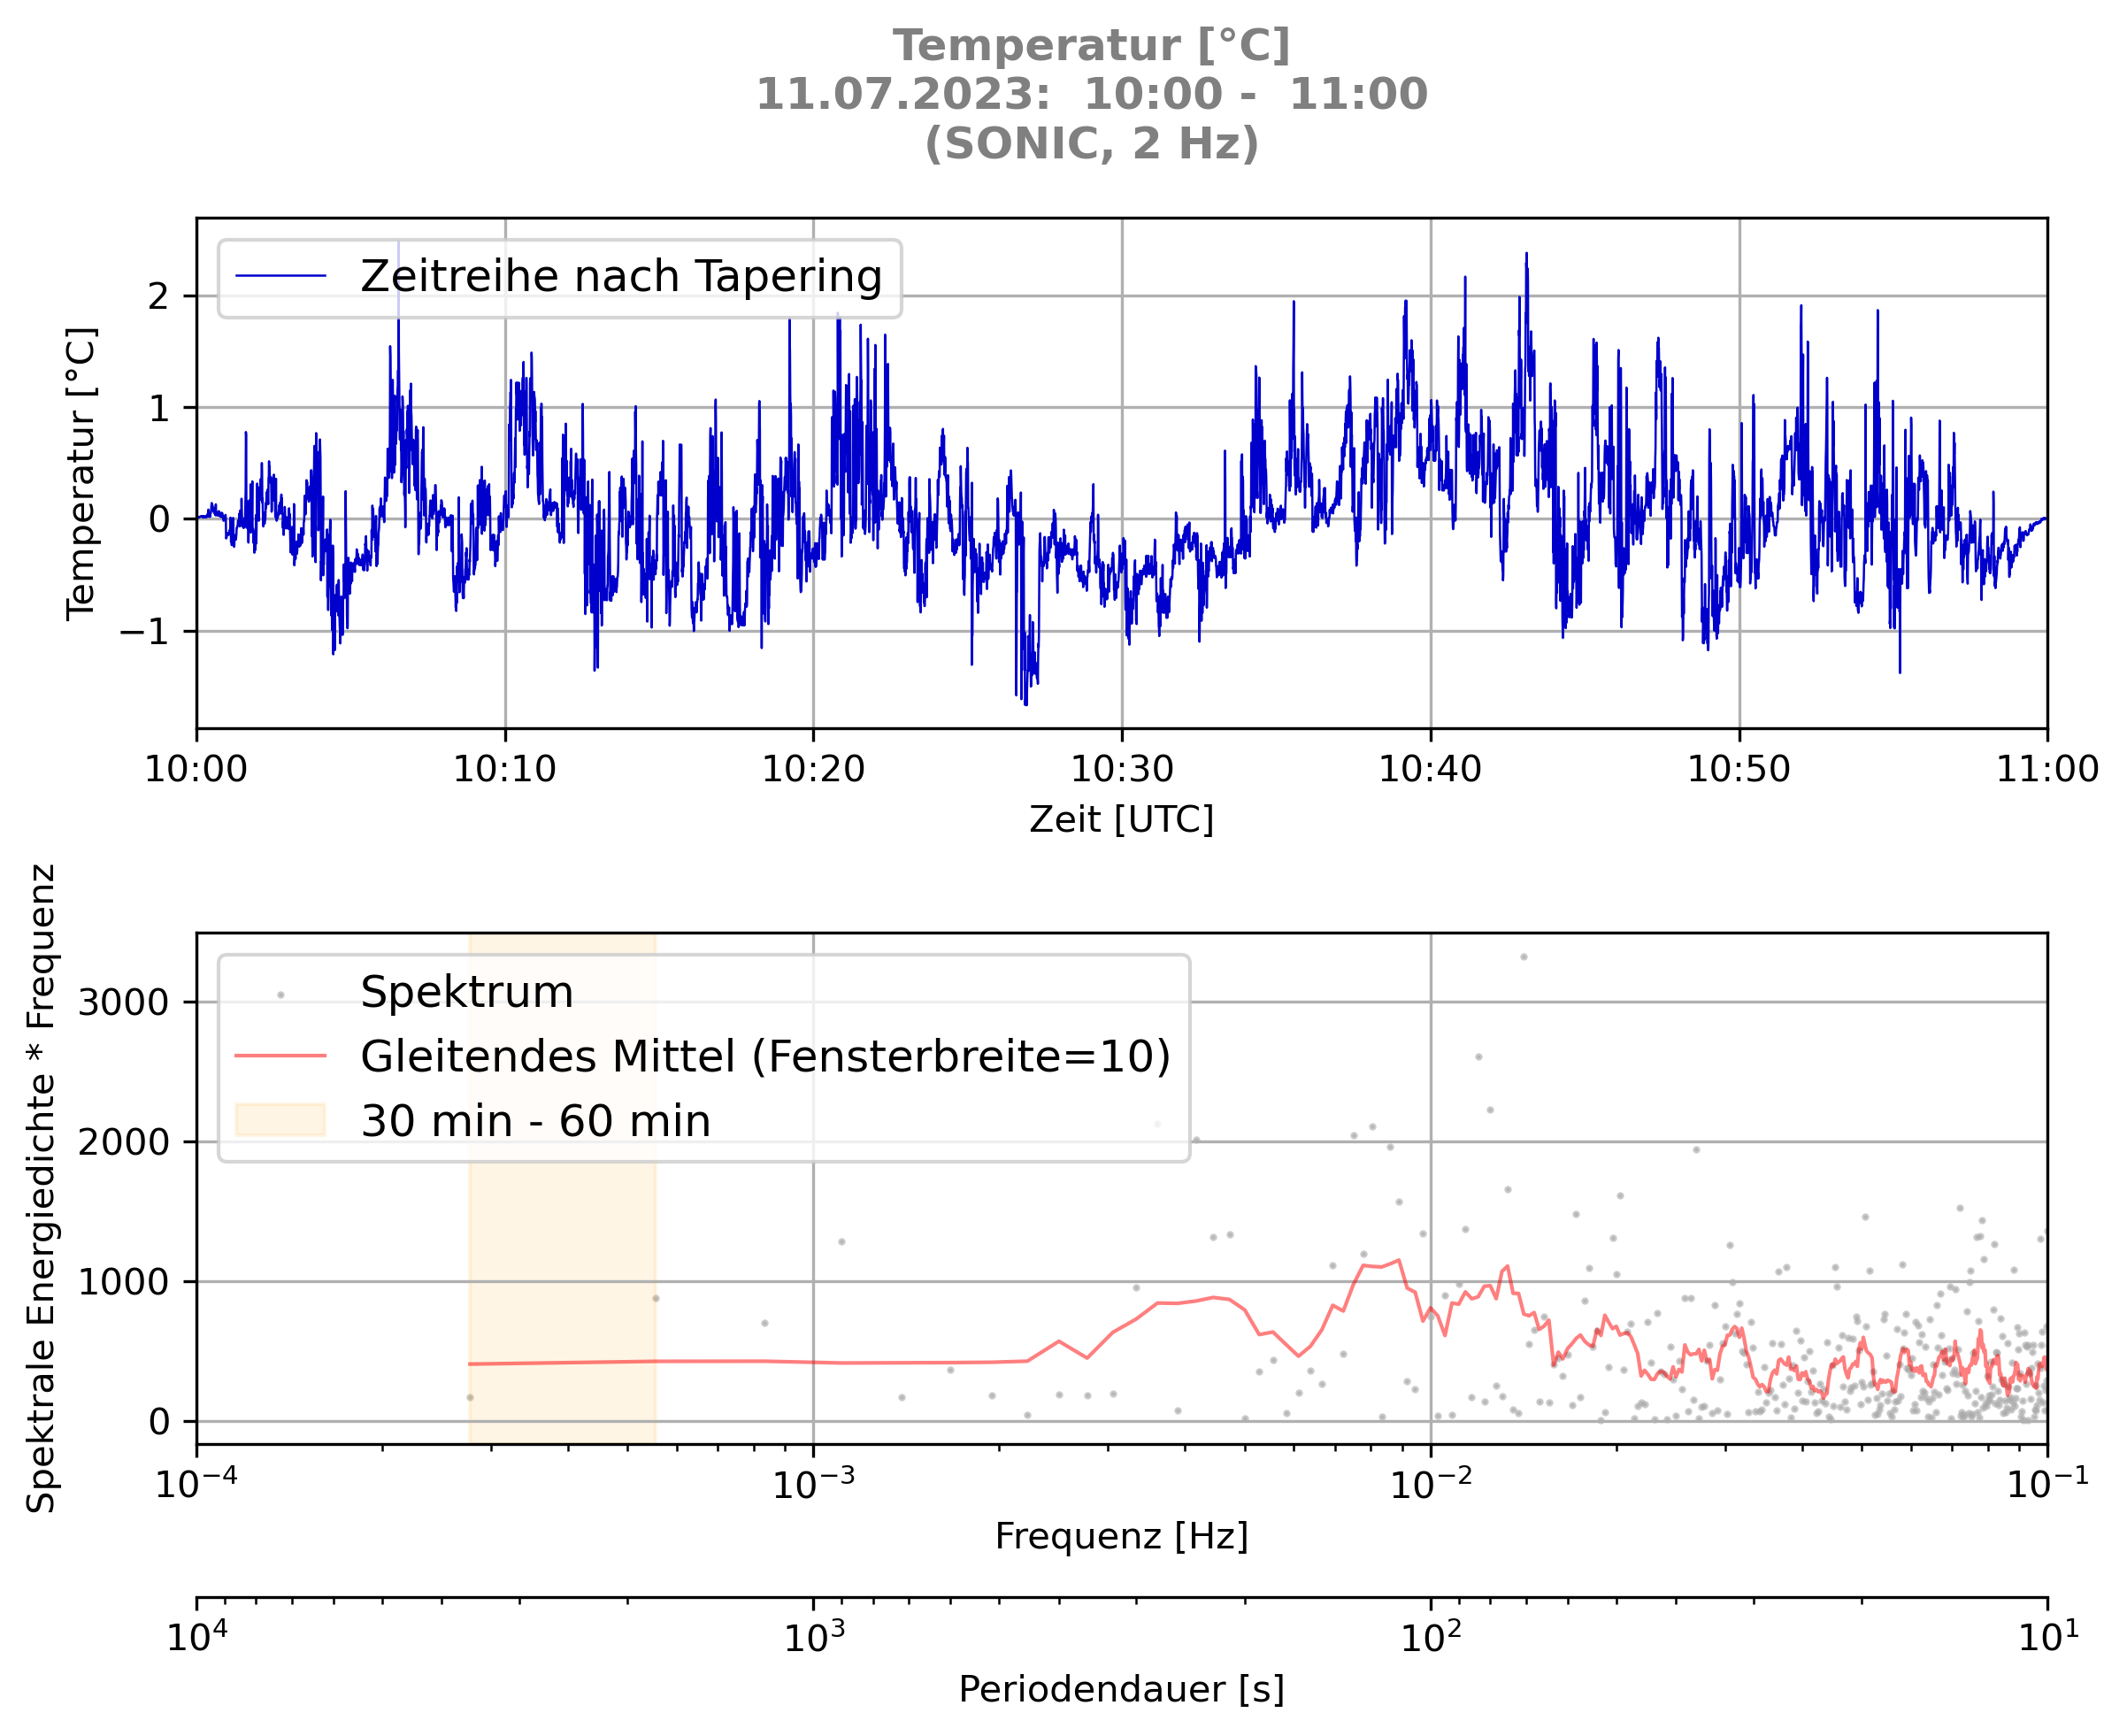 Temperatur [°C]
11.07.2023:  10:00 -  11:00
(SONIC, 2 Hz)
Zeitreihe nach Tapering
Temperatur [°C]
2
1
0
−1
10:00 10:10 10:20 10:30 10:40 10:50 11:00
Zeit [UTC]
Spektrale Energiedichte * Frequenz
Spektrum
Gleitendes Mittel (Fensterbreite=10)
30 min - 60 min
3000
2000
1000
0
10⁻⁴ 10⁻³ 10⁻² 10⁻¹
Frequenz [Hz]
10⁴ 10³ 10² 10¹
Periodendauer [s]